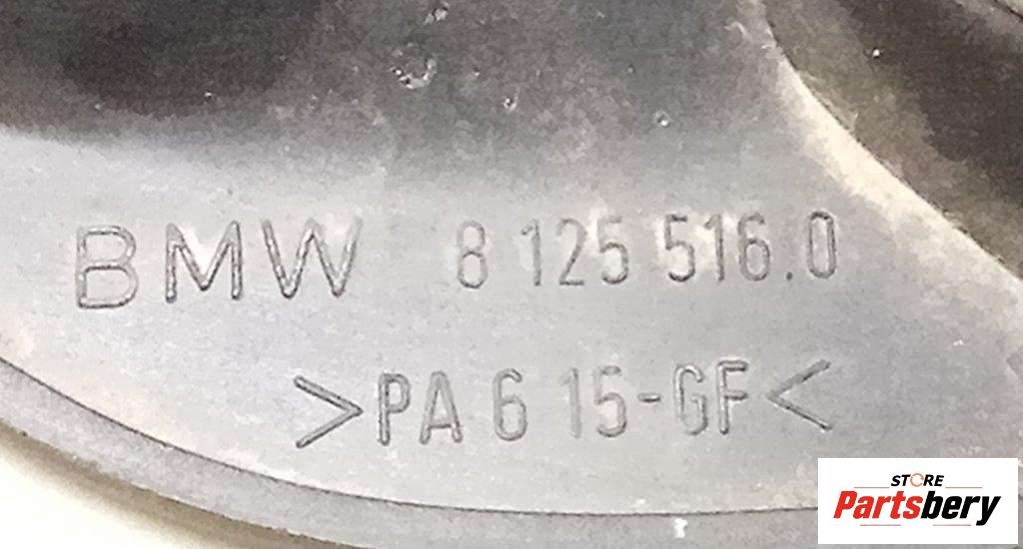 BMW 8 125 516.0
>PA 6 15-GF<
STORE
Partsbery